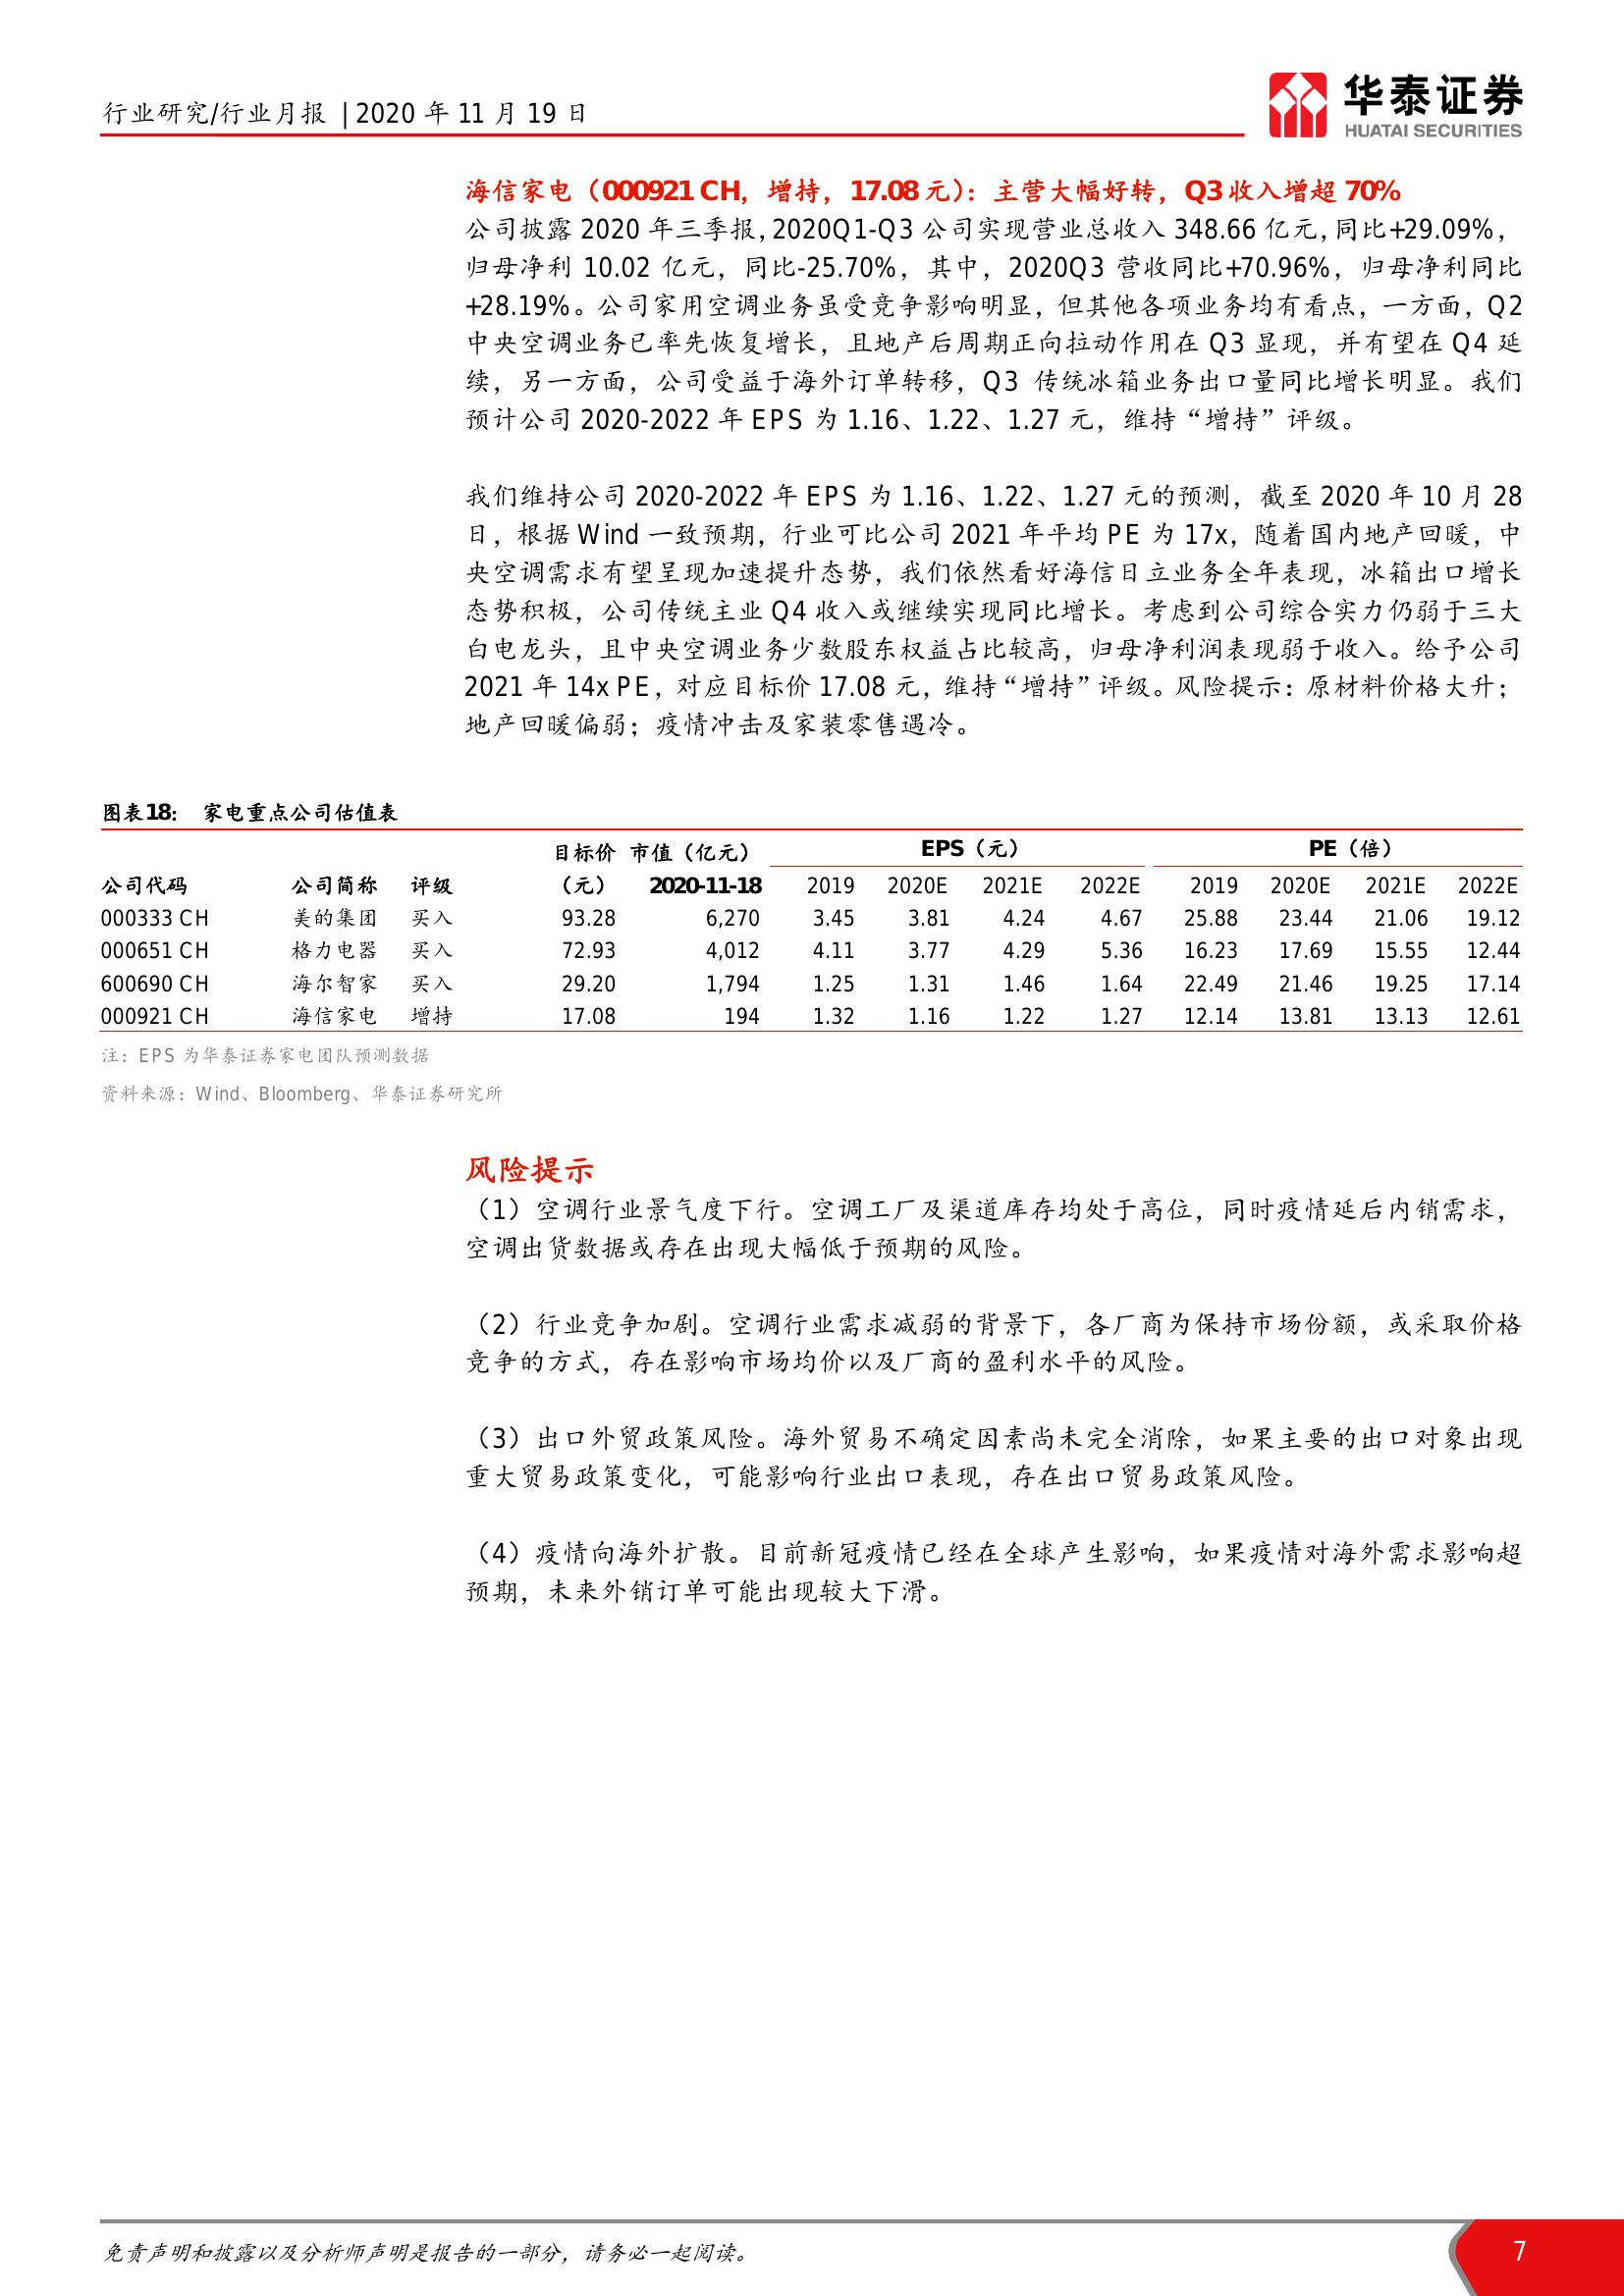 行业研究/行业月报 | 2020 年 11 月 19 日
华泰证券
HUATAI SECURITIES
海信家电（000921 CH，增持，17.08 元）：主营大幅好转，Q3 收入增超 70%
公司披露 2020 年三季报，2020Q1-Q3 公司实现营业总收入 348.66 亿元，同比+29.09%，
归母净利 10.02 亿元，同比-25.70%，其中，2020Q3 营收同比+70.96%，归母净利同比
+28.19%。公司家用空调业务虽受竞争影响明显，但其他各项业务均有看点，一方面，Q2
中央空调业务已率先恢复增长，且地产后周期正向拉动作用在 Q3 显现，并有望在 Q4 延
续，另一方面，公司受益于海外订单转移，Q3 传统冰箱业务出口量同比增长明显。我们
预计公司 2020-2022 年 EPS 为 1.16、1.22、1.27 元，维持“增持”评级。
我们维持公司 2020-2022 年 EPS 为 1.16、1.22、1.27 元的预测，截至 2020 年 10 月 28
日，根据 Wind 一致预期，行业可比公司 2021 年平均 PE 为 17x，随着国内地产回暖，中
央空调需求有望呈现加速提升态势，我们依然看好海信日立业务全年表现，冰箱出口增长
态势积极，公司传统主业 Q4 收入或继续实现同比增长。考虑到公司综合实力仍弱于三大
白电龙头，且中央空调业务少数股东权益占比较高，归母净利润表现弱于收入。给予公司
2021 年 14x PE，对应目标价 17.08 元，维持“增持”评级。风险提示：原材料价格大升；
地产回暖偏弱；疫情冲击及家装零售遇冷。
图表18： 家电重点公司估值表
目标价 市值（亿元） EPS（元） PE（倍）
公司代码 公司简称 评级 （元） 2020-11-18 2019 2020E 2021E 2022E 2019 2020E 2021E 2022E
000333 CH 美的集团 买入 93.28 6,270 3.45 3.81 4.24 4.67 25.88 23.44 21.06 19.12
000651 CH 格力电器 买入 72.93 4,012 4.11 3.77 4.29 5.36 16.23 17.69 15.55 12.44
600690 CH 海尔智家 买入 29.20 1,794 1.25 1.31 1.46 1.64 22.49 21.46 19.25 17.14
000921 CH 海信家电 增持 17.08 194 1.32 1.16 1.22 1.27 12.14 13.81 13.13 12.61
注：EPS 为华泰证券家电团队预测数据
资料来源：Wind、Bloomberg、华泰证券研究所
风险提示
（1）空调行业景气度下行。空调工厂及渠道库存均处于高位，同时疫情延后内销需求，
空调出货数据或存在出现大幅低于预期的风险。
（2）行业竞争加剧。空调行业需求减弱的背景下，各厂商为保持市场份额，或采取价格
竞争的方式，存在影响市场均价以及厂商的盈利水平的风险。
（3）出口外贸政策风险。海外贸易不确定因素尚未完全消除，如果主要的出口对象出现
重大贸易政策变化，可能影响行业出口表现，存在出口贸易政策风险。
（4）疫情向海外扩散。目前新冠疫情已经在全球产生影响，如果疫情对海外需求影响超
预期，未来外销订单可能出现较大下滑。
免责声明和披露以及分析师声明是报告的一部分，请务必一起阅读。
7